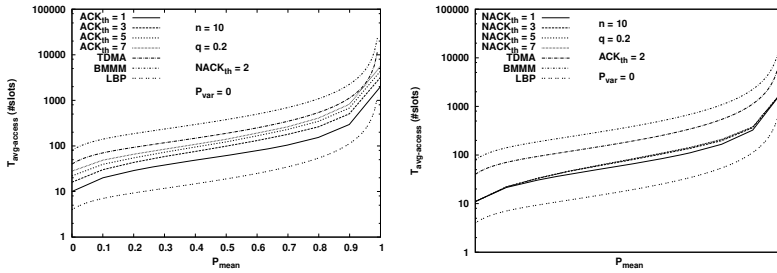 ACK_th = 1
ACK_th = 3
ACK_th = 5
ACK_th = 7
TDMA
BMMM
LBP
n = 10
q = 0.2
NACK_th = 2
P_var = 0
100000
10000
1000
100
10
1
T_avg-access (#slots)
0 0.1 0.2 0.3 0.4 0.5 0.6 0.7 0.8 0.9 1
P_mean
NACK_th = 1
NACK_th = 3
NACK_th = 5
NACK_th = 7
TDMA
BMMM
LBP
n = 10
q = 0.2
ACK_th = 2
P_var = 0
100000
10000
1000
100
10
1
T_avg-access (#slots)
P_mean